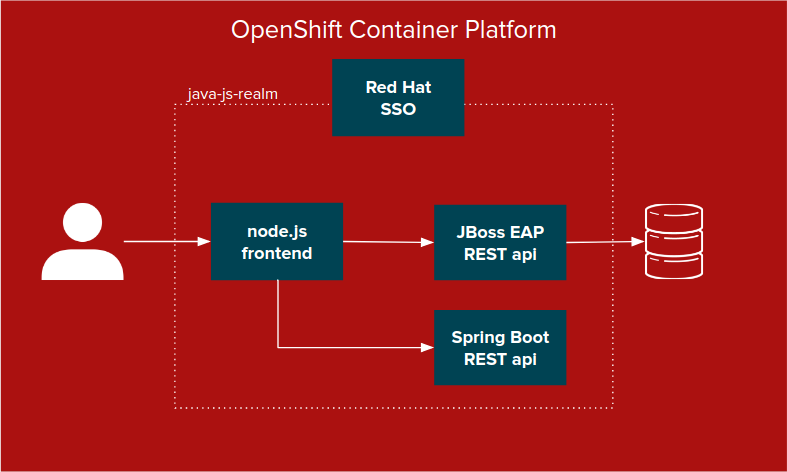 OpenShift Container Platform
java-js-realm
Red Hat
SSO
node.js
frontend
JBoss EAP
REST api
Spring Boot
REST api